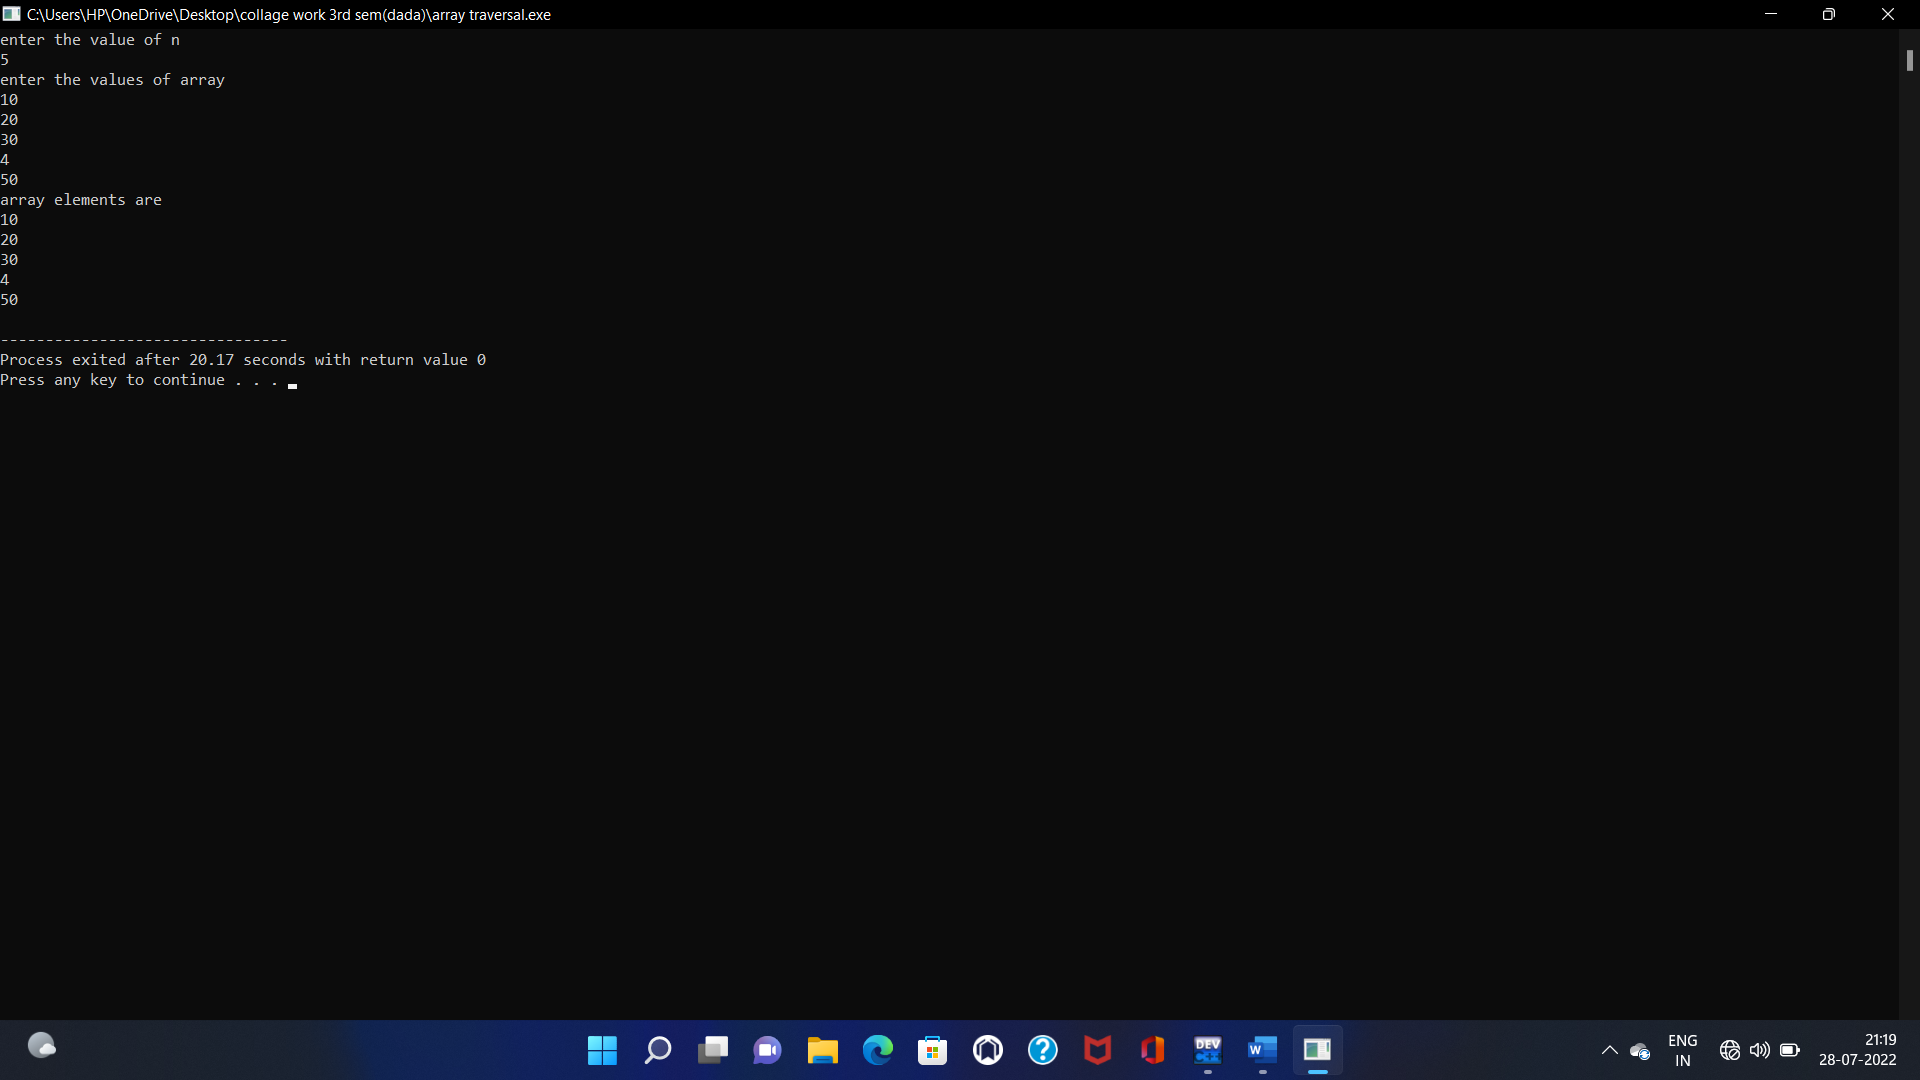 C:\Users\HP\OneDrive\Desktop\collage work 3rd sem(dada)\array traversal.exe
enter the value of n
5
enter the values of array
10
20
30
4
50
array elements are
10
20
30
4
50
--------------------------------
Process exited after 20.17 seconds with return value 0
Press any key to continue . . .
DEV
C++
W
ENG
IN
21:19
28-07-2022